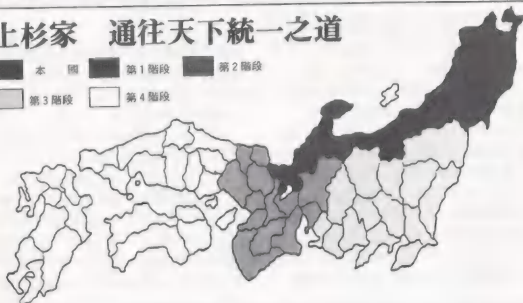 上杉家　通往天下統一之道
本　國　第1階段　第2階段
第3階段　第4階段